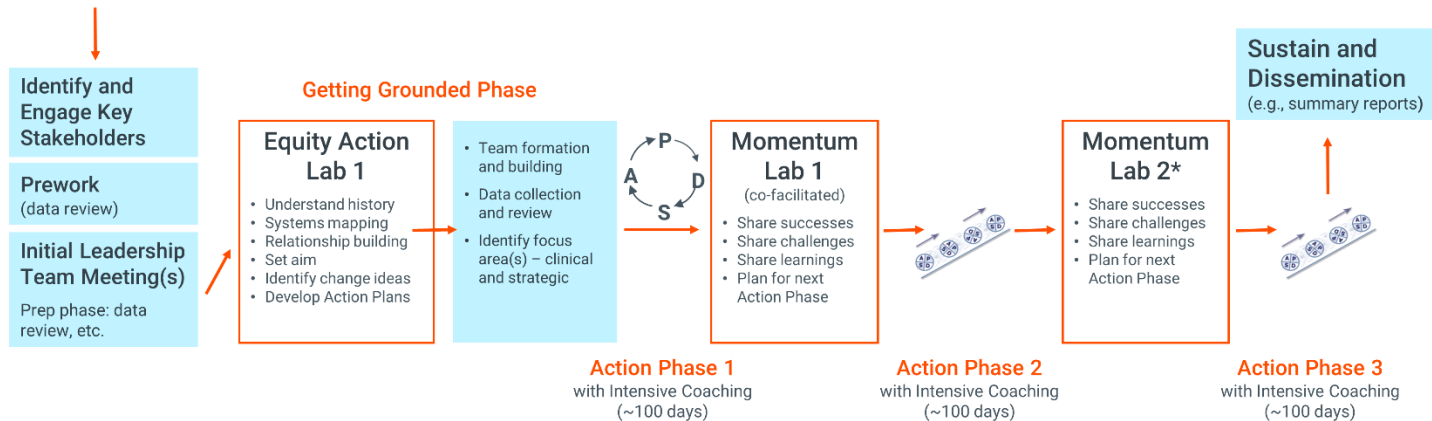 Identify and
Engage Key
Stakeholders
Prework
(data review)
Initial Leadership
Team Meeting(s)
Prep phase: data
review, etc.
Getting Grounded Phase
Equity Action
Lab 1
• Understand history
• Systems mapping
• Relationship building
• Set aim
• Identify change ideas
• Develop Action Plans
• Team formation
and building
• Data collection
and review
• Identify focus
area(s) – clinical
and strategic
P
D
S
A
Action Phase 1
with Intensive Coaching
(~100 days)
Momentum
Lab 1
(co-facilitated)
• Share successes
• Share challenges
• Share learnings
• Plan for next
Action Phase
Action Phase 2
with Intensive Coaching
(~100 days)
Momentum
Lab 2*
• Share successes
• Share challenges
• Share learnings
• Plan for next
Action Phase
Action Phase 3
with Intensive Coaching
(~100 days)
Sustain and
Dissemination
(e.g., summary reports)